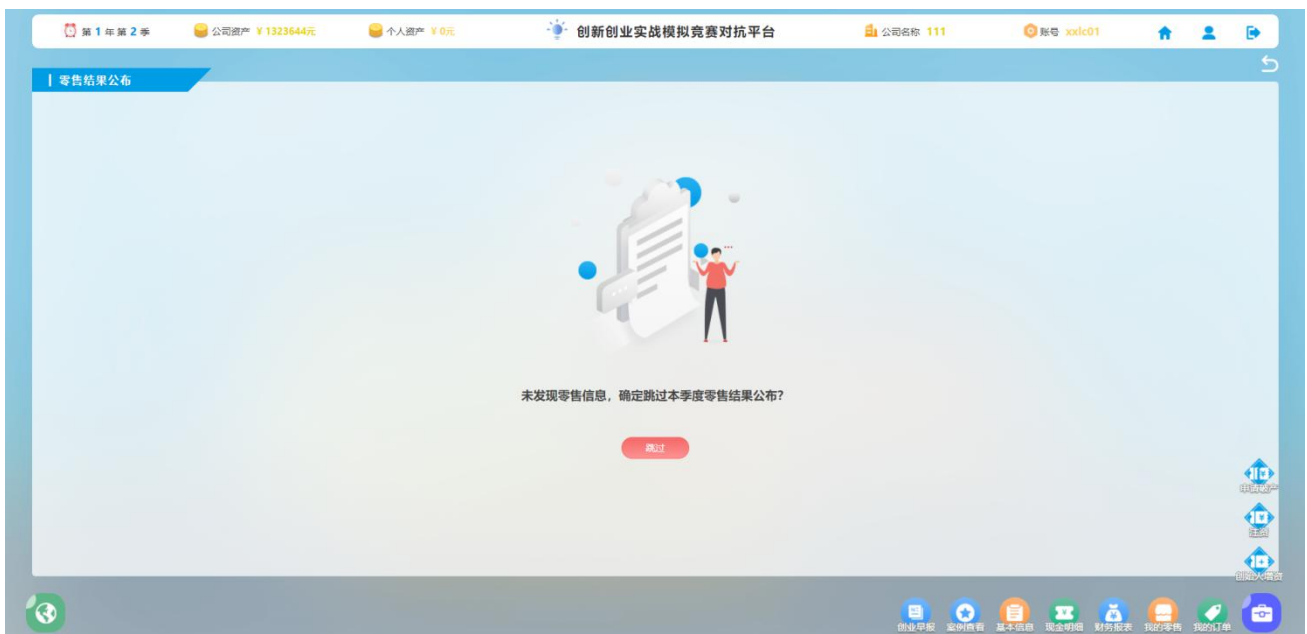 第 1 年 第 2 季 公司资产 ¥ 1323644元 个人资产 ¥ 0元 创新创业实战模拟竞赛对抗平台 公司名称 111 账号 xxlc01
零售结果公布
未发现零售信息，确定跳过本季度零售结果公布?
跳过
申请破产
注资
创始人增资
创业早报 案例查看 基本信息 现金明细 财务报表 我的零售 我的订单